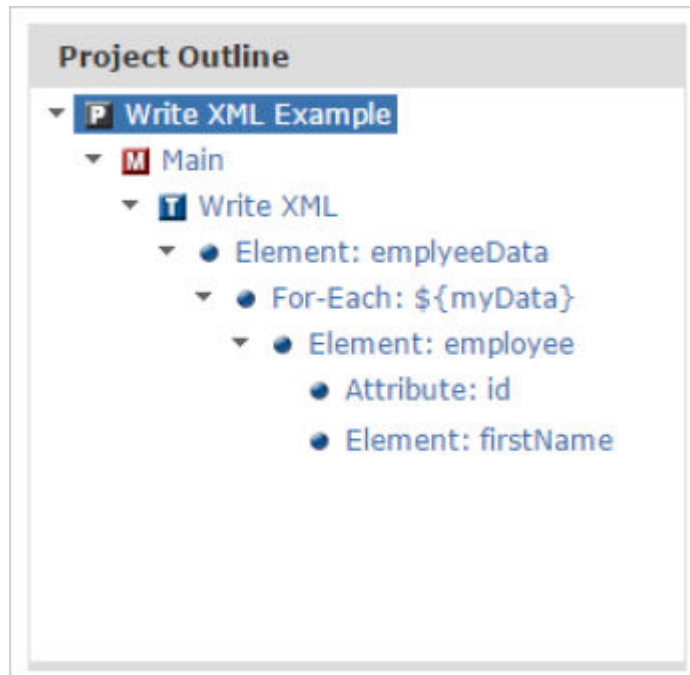 Project Outline
P Write XML Example
M Main
T Write XML
Element: emplyeeData
For-Each: ${myData}
Element: employee
Attribute: id
Element: firstName